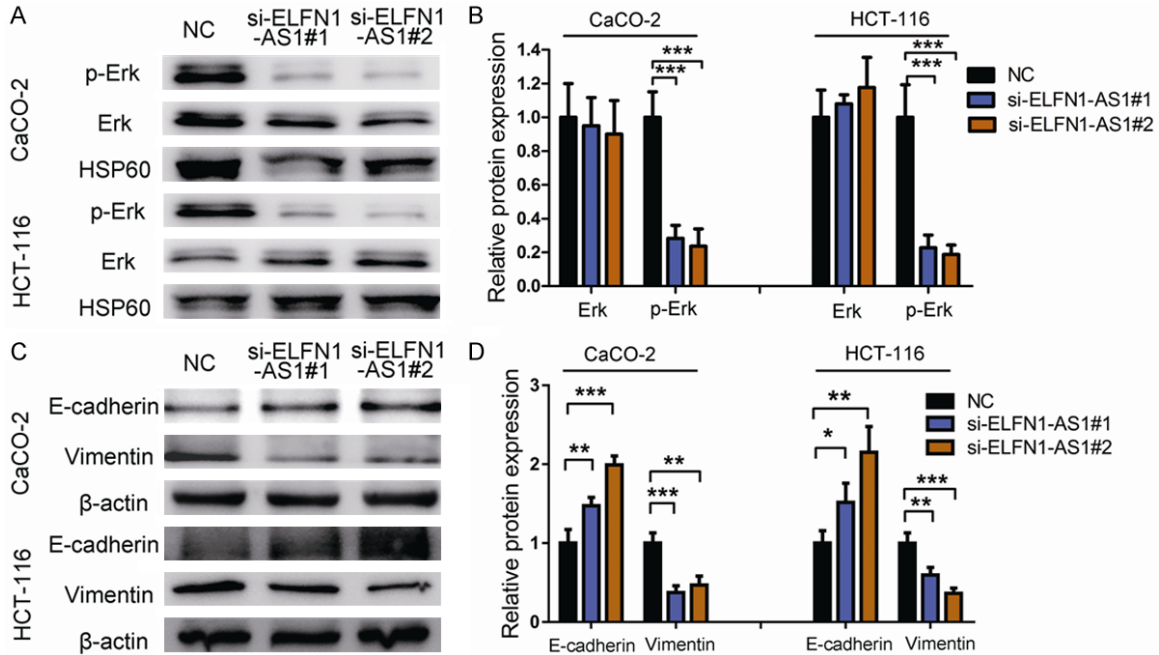 A
NC
si-ELFN1
-AS1#1
si-ELFN1
-AS1#2
CaCO-2
p-Erk
Erk
HSP60
HCT-116
p-Erk
Erk
HSP60
B
CaCO-2
HCT-116
Relative protein expression
1.4
1.2
1.0
0.8
0.6
0.4
0.2
0.0
***
***
***
***
NC
si-ELFN1-AS1#1
si-ELFN1-AS1#2
Erk
p-Erk
Erk
p-Erk
C
NC
si-ELFN1
-AS1#1
si-ELFN1
-AS1#2
CaCO-2
E-cadherin
Vimentin
β-actin
HCT-116
E-cadherin
Vimentin
β-actin
D
CaCO-2
HCT-116
Relative protein expression
3
2
1
0
***
**
**
***
**
*
***
**
NC
si-ELFN1-AS1#1
si-ELFN1-AS1#2
E-cadherin
Vimentin
E-cadherin
Vimentin